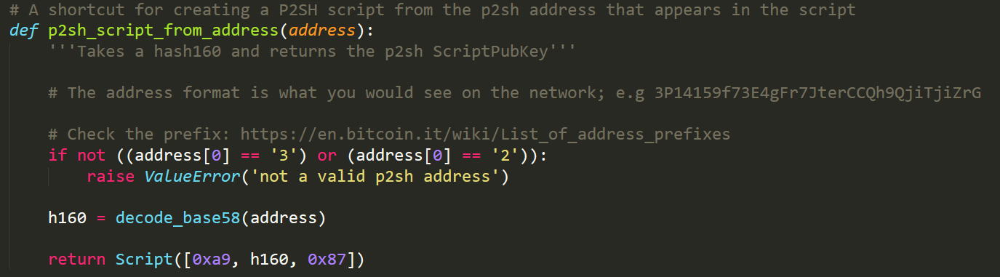 # A shortcut for creating a P2SH script from the p2sh address that appears in the script
def p2sh_script_from_address(address):
    '''Takes a hash160 and returns the p2sh ScriptPubKey'''
    # The address format is what you would see on the network; e.g 3P14159f73E4gFr7JterCCQh9QjiTjiZrG
    # Check the prefix: https://en.bitcoin.it/wiki/List_of_address_prefixes
    if not ((address[0] == '3') or (address[0] == '2')):
        raise ValueError('not a valid p2sh address')
    h160 = decode_base58(address)
    return Script([0xa9, h160, 0x87])